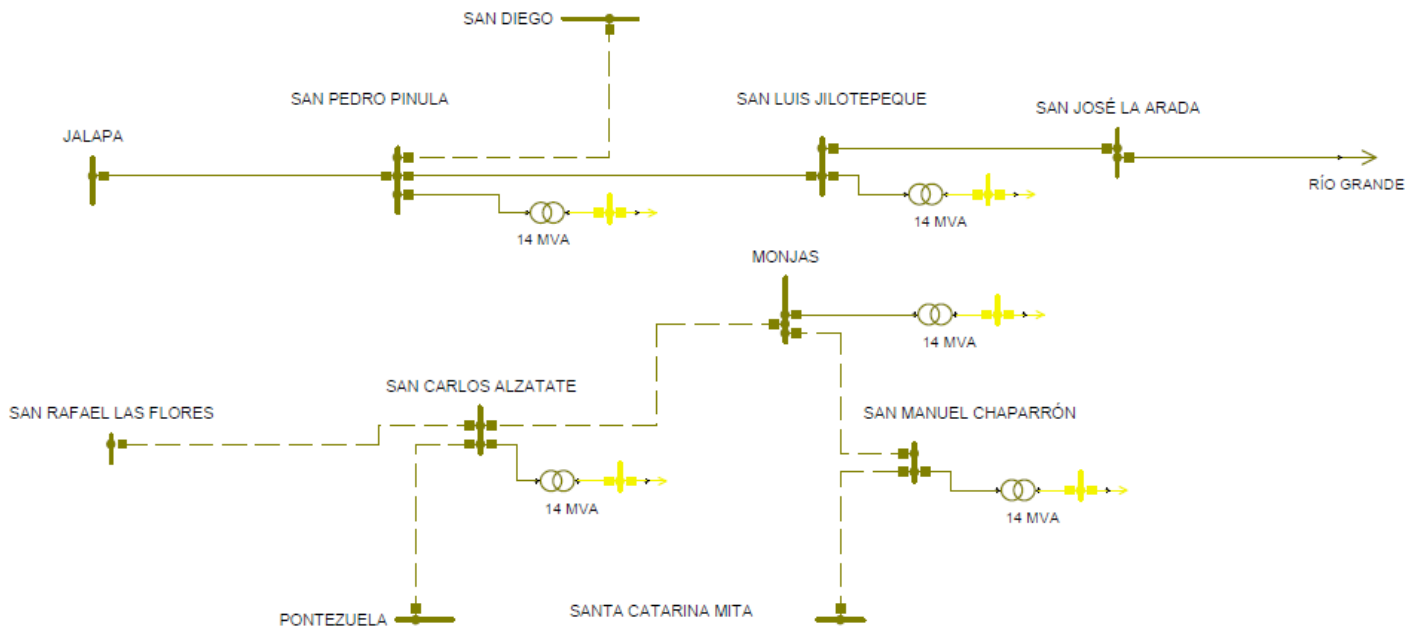 SAN DIEGO
SAN PEDRO PINULA
SAN LUIS JILOTEPEQUE
SAN JOSÉ LA ARADA
JALAPA
RÍO GRANDE
14 MVA
14 MVA
MONJAS
14 MVA
SAN CARLOS ALZATATE
SAN RAFAEL LAS FLORES
SAN MANUEL CHAPARRÓN
14 MVA
14 MVA
PONTEZUELA
SANTA CATARINA MITA